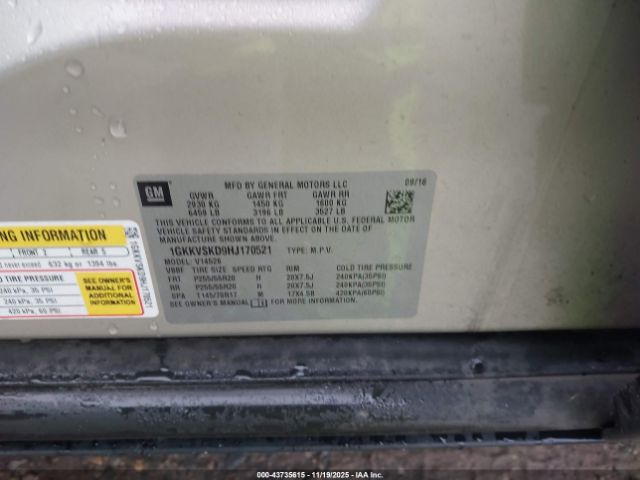 GM
MFD BY GENERAL MOTORS LLC 09/16
GVWR GAWR FRT GAWR RR
2930 KG 1450 KG 1600 KG
6459 LB 3196 LB 3527 LB
THIS VEHICLE CONFORMS TO ALL APPLICABLE U.S. FEDERAL MOTOR
VEHICLE SAFETY STANDARDS IN EFFECT ON THE DATE OF
MANUFACTURE SHOWN ABOVE.
1GKKVSKD9HJ170521 TYPE: M.P.V.
MODEL: V14526
TIRE SIZE SPEED RTG RIM COLD TIRE PRESSURE
FRT P255/55R20 H 20X7.5J 240KPA(35PSI)
RR P255/55R20 H 20X7.5J 240KPA(35PSI)
SPA T145/70R17 M 17X4.5B 420KPA(60PSI)
SEE OWNER'S MANUAL FOR MORE INFORMATION
NG INFORMATION
FRONT 2 REAR 5
632 kg or 1394 lbs.
TIRE PRESSURE
240 kPa, 35 PSI
240 kPa, 35 PSI
420 kPa, 60 PSI
SEE OWNER'S
MANUAL FOR
ADDITIONAL
INFORMATION
1GKKVSKD9HJ170521
000-43735615 - 11/19/2025 - IAAI.com